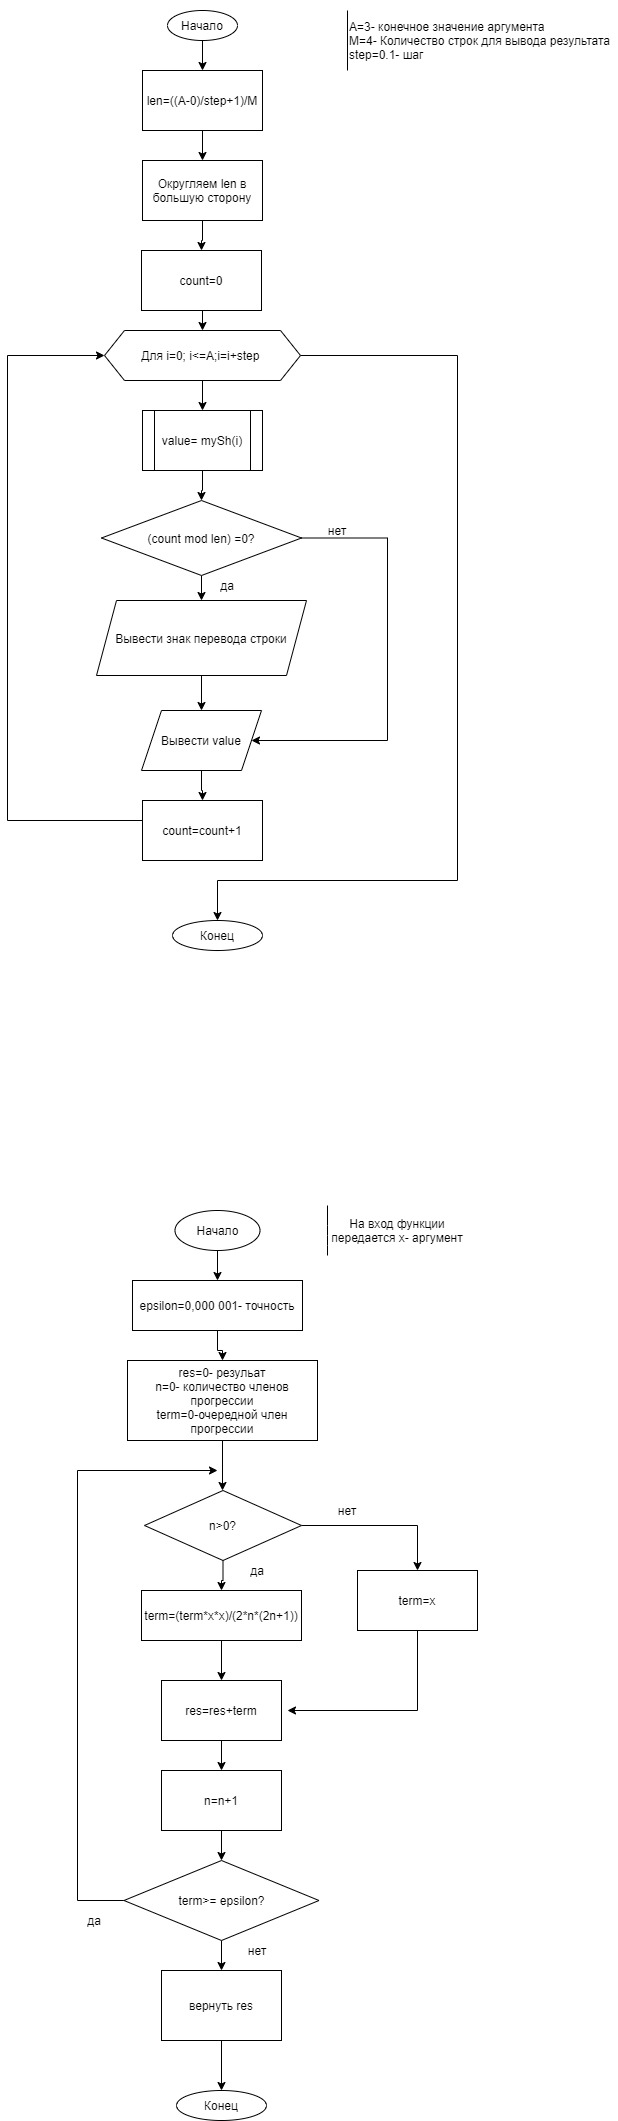 Начало
A=3- конечное значение аргумента
M=4- Количество строк для вывода результата
step=0.1- шаг
len=((A-0)/step+1)/M
Округляем len в
большую сторону
count=0
Для i=0; i<=A;i=i+step
value= mySh(i)
(count mod len) =0?
нет
да
Вывести знак перевода строки
Вывести value
count=count+1
Конец
Начало
На вход функции
передается x- аргумент
epsilon=0,000 001- точность
res=0- резульат
n=0- количество членов
прогрессии
term=0-очередной член
прогрессии
n>0?
нет
да
term=(term*x*x)/(2*n*(2n+1))
term=x
res=res+term
n=n+1
term>= epsilon?
да
нет
вернуть res
Конец